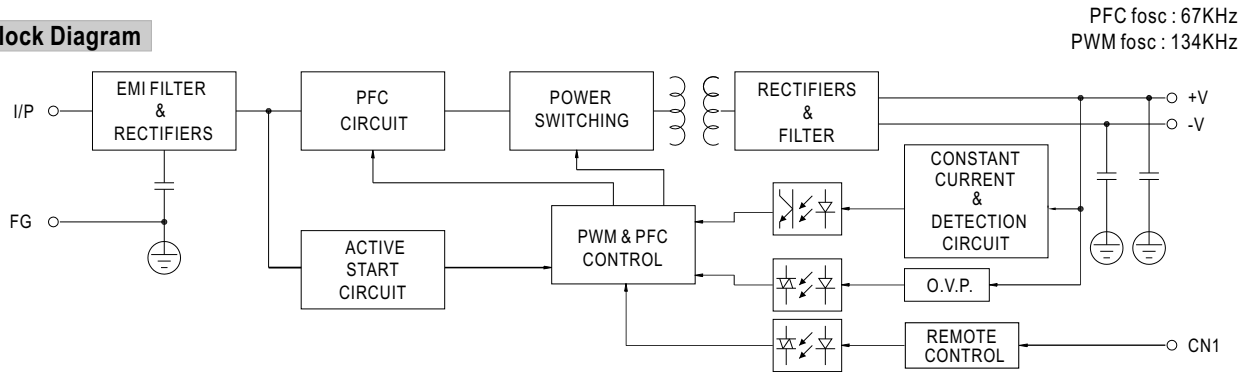 lock Diagram
PFC fosc : 67KHz
PWM fosc : 134KHz
I/P
EMI FILTER
&
RECTIFIERS
PFC
CIRCUIT
POWER
SWITCHING
RECTIFIERS
&
FILTER
+V
-V
FG
ACTIVE
START
CIRCUIT
PWM & PFC
CONTROL
CONSTANT
CURRENT
&
DETECTION
CIRCUIT
O.V.P.
REMOTE
CONTROL
CN1